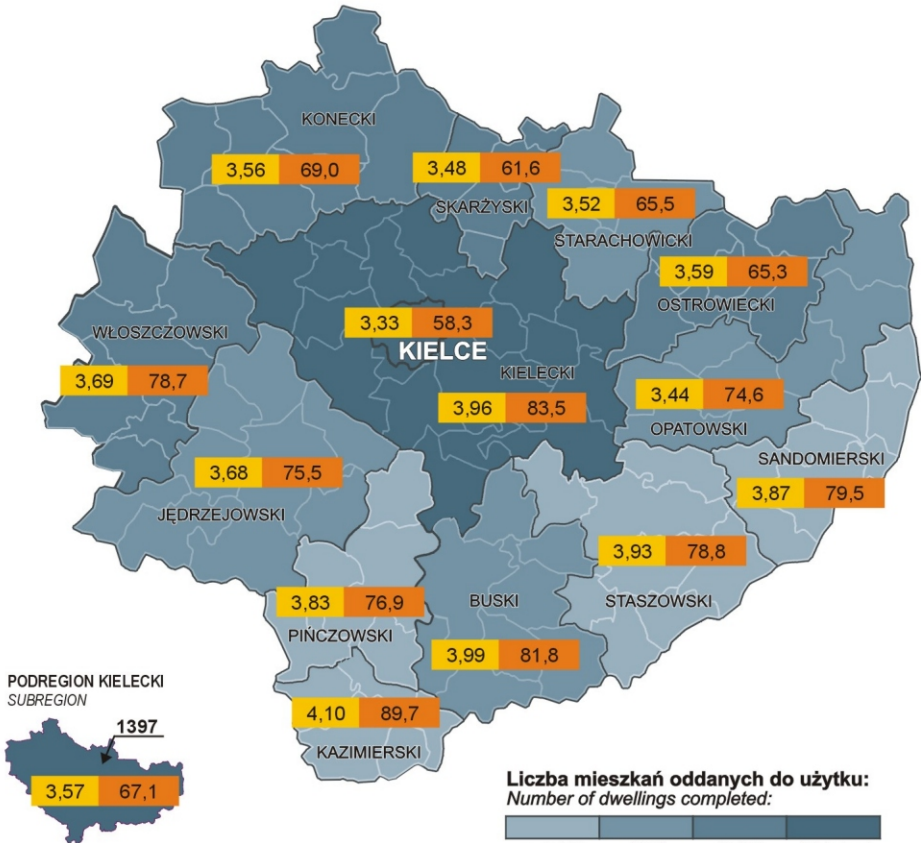 KONECKI
3,56 69,0
3,48 61,6
SKARŻYSKI
3,52 65,5
STARACHOWICKI
3,59 65,3
OSTROWIECKI
WŁOSZCZOWSKI
3,69 78,7
3,33 58,3
KIELCE
KIELECKI
3,96 83,5
3,44 74,6
OPATOWSKI
SANDOMIERSKI
3,87 79,5
3,68 75,5
JĘDRZEJOWSKI
3,93 78,8
STASZOWSKI
3,83 76,9
PIŃCZOWSKI
BUSKI
3,99 81,8
4,10 89,7
KAZIMIERSKI
PODREGION KIELECKI
SUBREGION
1397
3,57 67,1
Liczba mieszkań oddanych do użytku:
Number of dwellings completed: